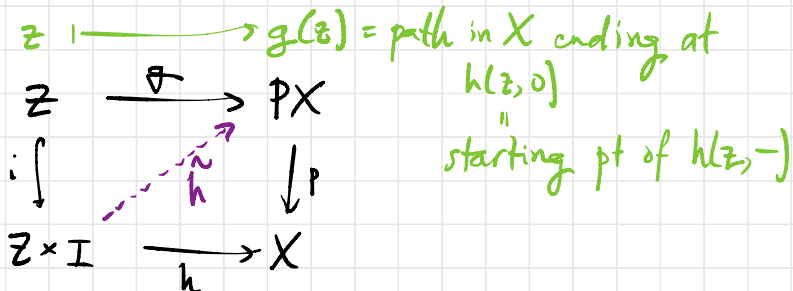 z ⟼ g(z) = path in X ending at
h(z, 0)
=
starting pt of h(z, -)
g
Z → PX
i h̃ p
Z × I → X
h